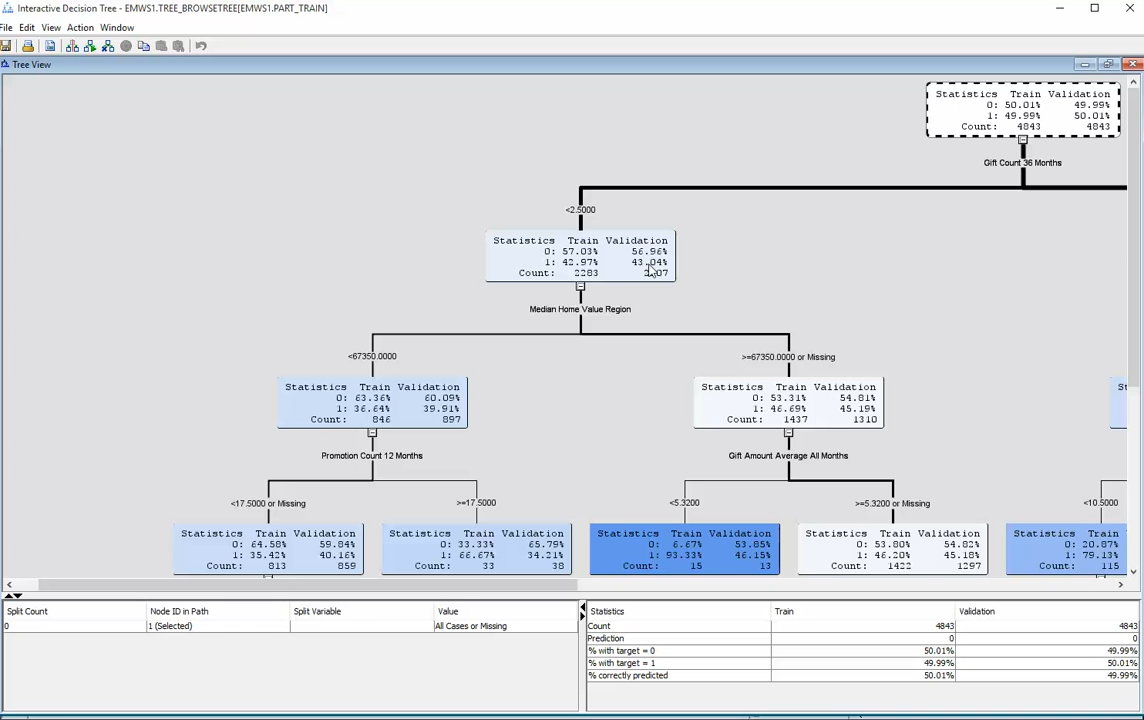 Interactive Decision Tree - EMWS1.TREE_BROWSETREE[EMWS1.PART_TRAIN]
File Edit View Action Window
Tree View
Statistics Train Validation
0: 50.01% 49.99%
1: 49.99% 50.01%
Count: 4843 4843
Gift Count 36 Months
<2.5000
Statistics Train Validation
0: 57.03% 56.96%
1: 42.97% 43.04%
Count: 2283
Median Home Value Region
<67350.0000 >=67350.0000 or Missing
Statistics Train Validation
0: 63.36% 60.09%
1: 36.64% 39.91%
Count: 846 897
Statistics Train Validation
0: 53.31% 54.81%
1: 46.69% 45.19%
Count: 1437 1310
Promotion Count 12 Months
Gift Amount Average All Months
<17.5000 or Missing >=17.5000 <5.3200 >=5.3200 or Missing <10.5000
Statistics Train Validation
0: 64.58% 59.84%
1: 35.42% 40.16%
Count: 813 859
Statistics Train Validation
0: 33.33% 65.79%
1: 66.67% 34.21%
Count: 33 38
Statistics Train Validation
0: 6.67% 53.85%
1: 93.33% 46.15%
Count: 15 13
Statistics Train Validation
0: 53.80% 54.82%
1: 46.20% 45.18%
Count: 1422 1297
Statistics Train
0: 20.87%
1: 79.13%
Count: 115
Split Count Node ID in Path Split Variable Value
0 1 (Selected) All Cases or Missing
Statistics Train Validation
Count 4843 4843
Prediction 0 0
% with target = 0 50.01% 49.99%
% with target = 1 49.99% 50.01%
% correctly predicted 50.01% 49.99%